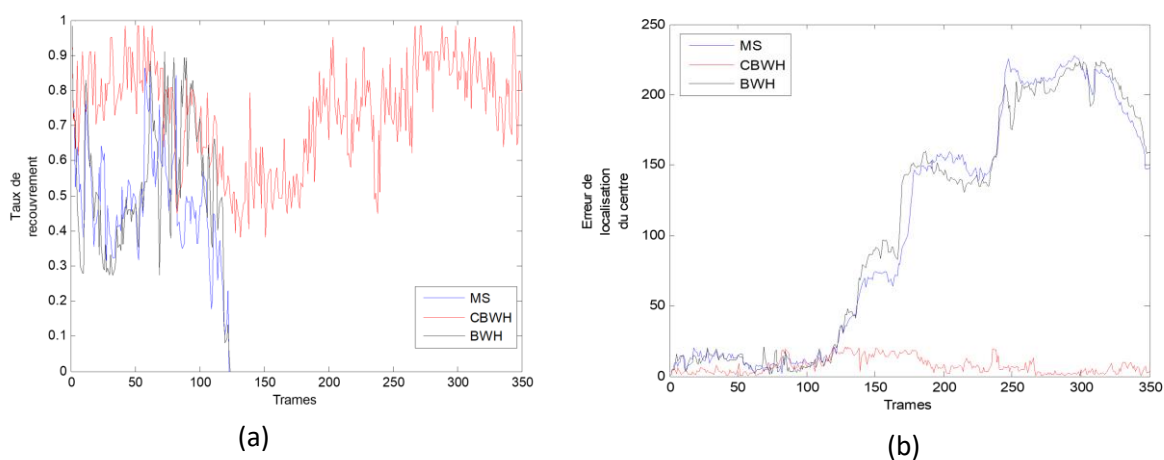 1
0.9
0.8
0.7
0.6
0.5
0.4
0.3
0.2
0.1
0
Taux de
recouvrement
MS
CBWH
BWH
0 50 100 150 200 250 300 350
Trames
(a)
250
200
150
100
50
0
Erreur de
localisation
du centre
MS
CBWH
BWH
0 50 100 150 200 250 300 350
Trames
(b)